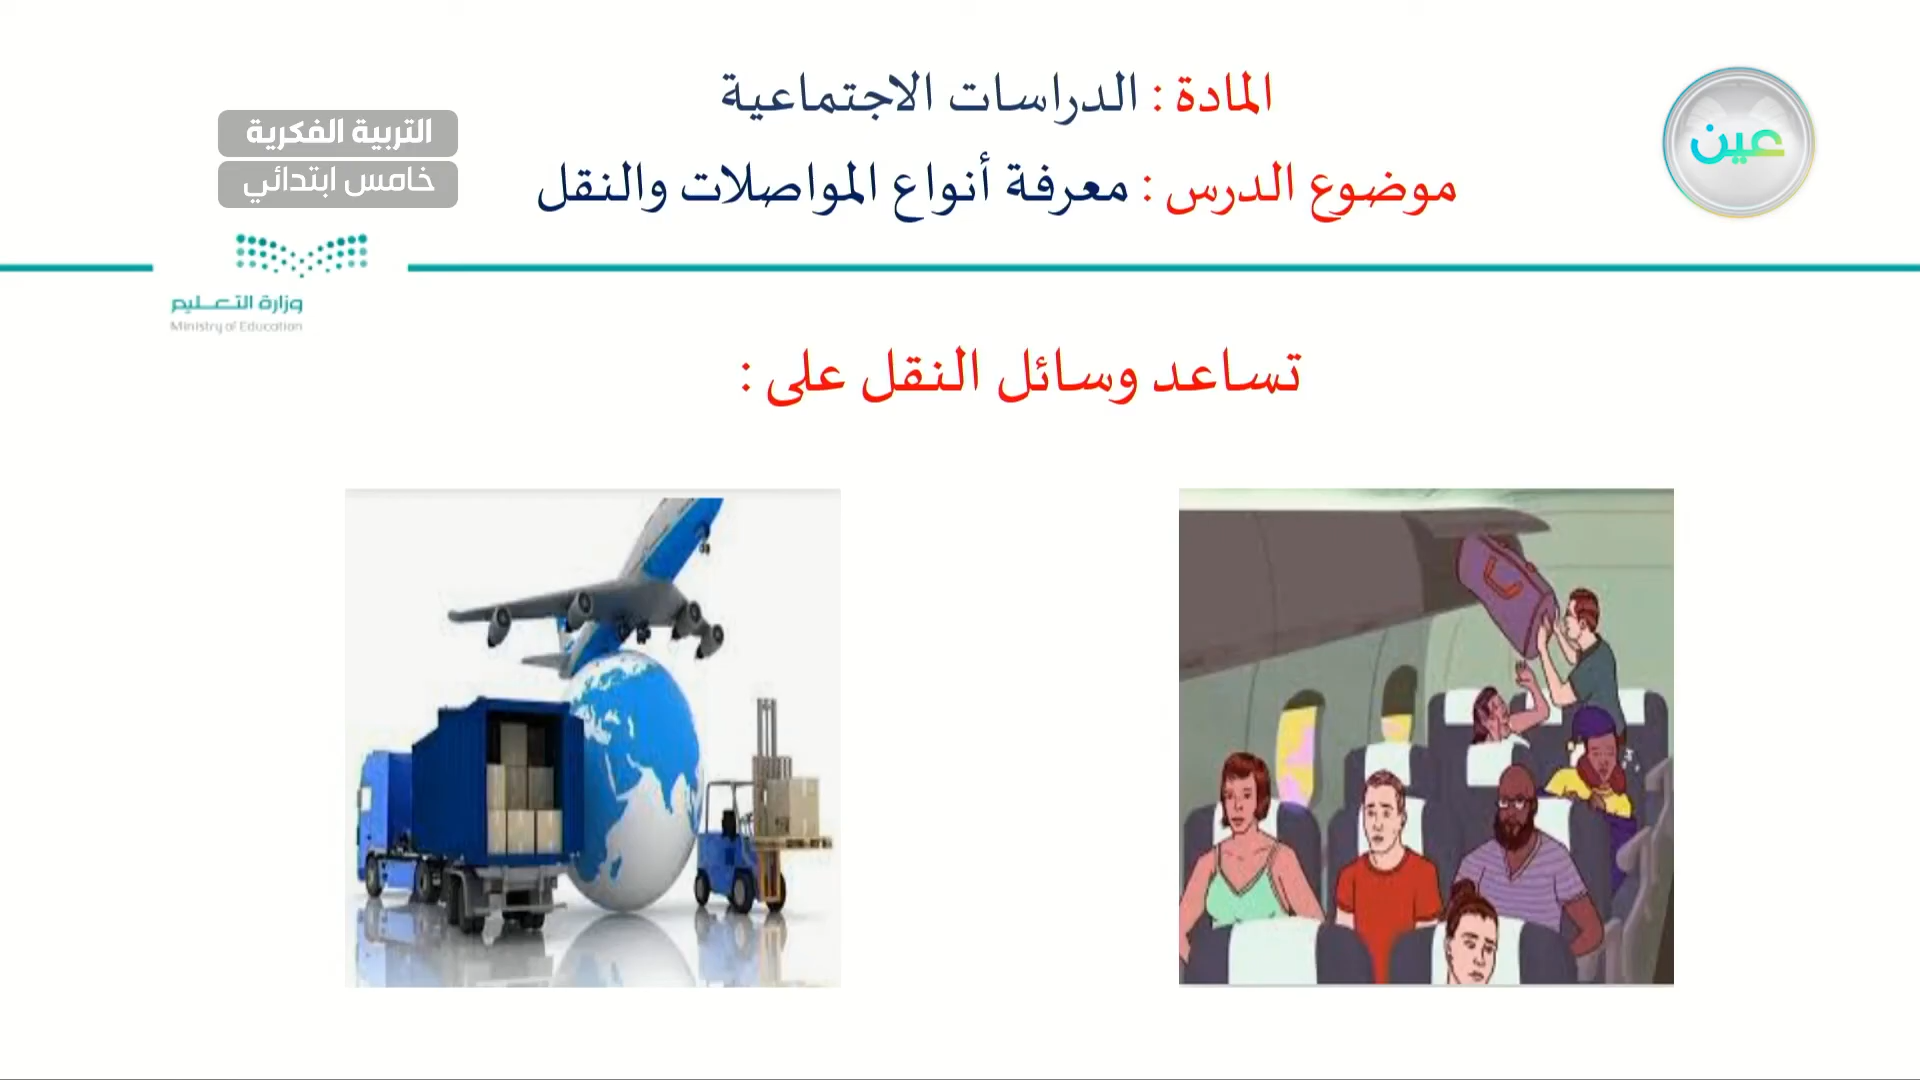 المادة : الدراسات الاجتماعية
موضوع الدرس : معرفة أنواع المواصلات والنقل
عين
التربية الفكرية
خامس ابتدائي
وزارة التعليم
Ministry of Education
تساعد وسائل النقل على :